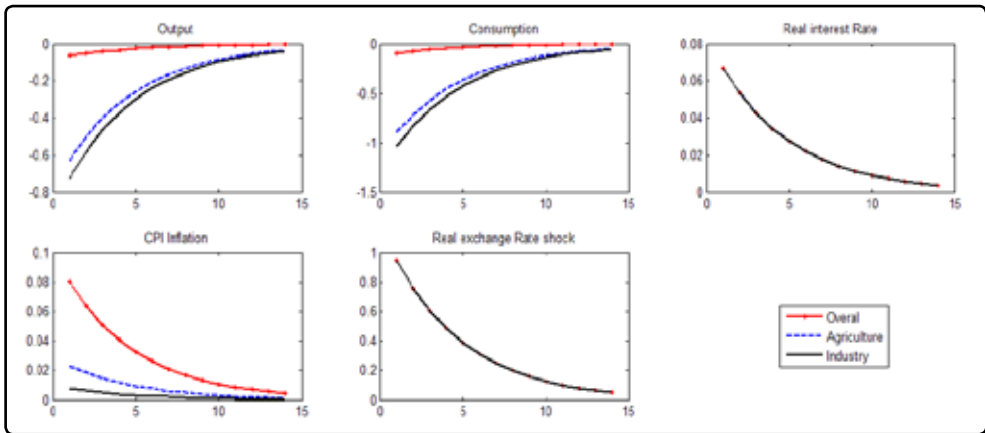 Output
0
-0.2
-0.4
-0.6
-0.8
0 5 10 15
Consumption
0
-0.5
-1
-1.5
0 5 10 15
Real interest Rate
0.08
0.06
0.04
0.02
0
0 5 10 15
CPI Inflation
0.1
0.08
0.06
0.04
0.02
0
0 5 10 15
Real exchange Rate shock
1
0.8
0.6
0.4
0.2
0
0 5 10 15
Overal
Agriculture
Industry